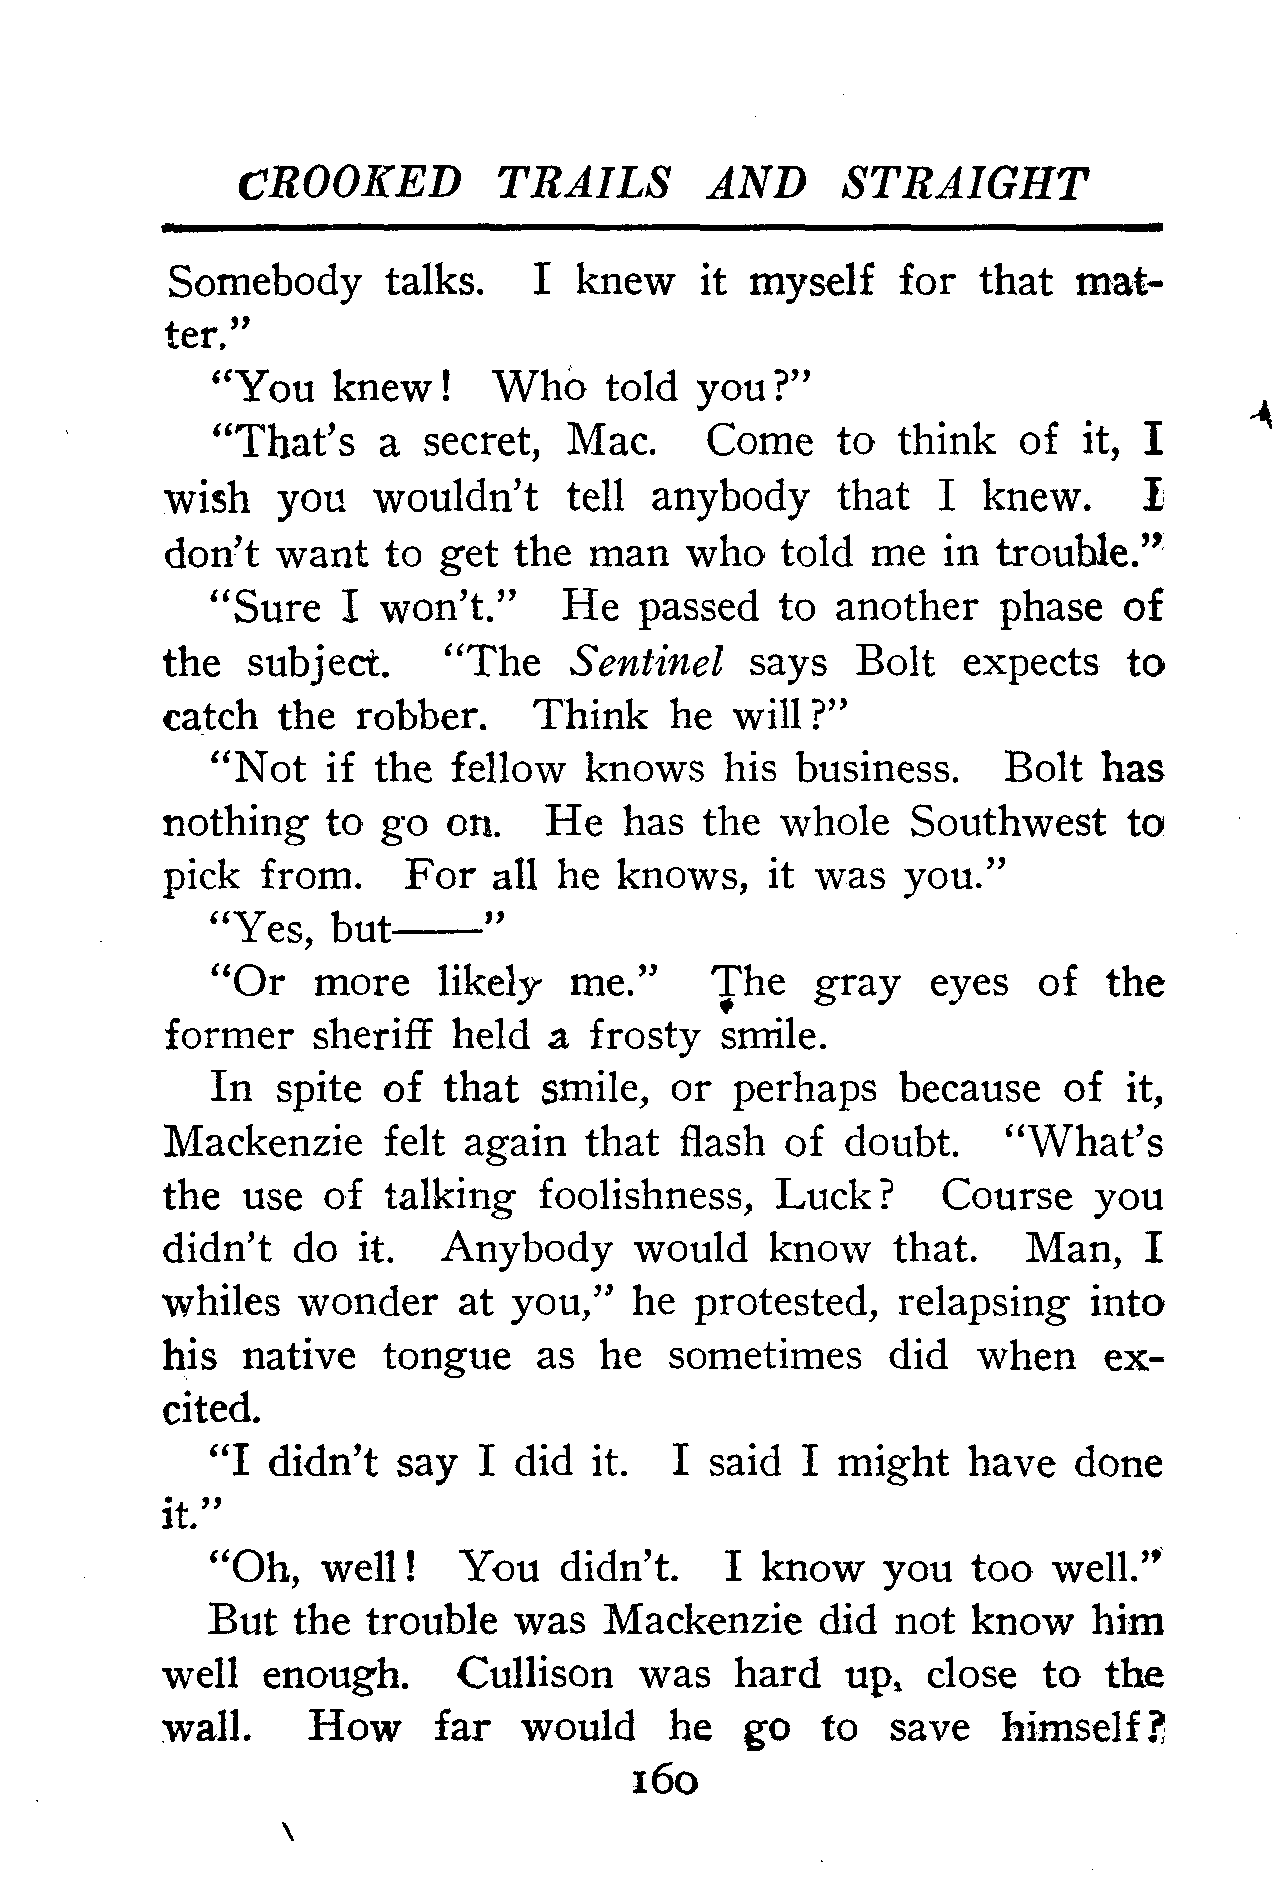 CROOKED TRAILS AND STRAIGHT
Somebody talks. I knew it myself for that mat-
ter."
"You knew! Who told you?"
"That's a secret, Mac. Come to think of it, I
wish you wouldn't tell anybody that I knew. I
don't want to get the man who told me in trouble."
"Sure I won't." He passed to another phase of
the subject. "The Sentinel says Bolt expects to
catch the robber. Think he will?"
"Not if the fellow knows his business. Bolt has
nothing to go on. He has the whole Southwest to
pick from. For all he knows, it was you."
"Yes, but——"
"Or more likely me." The gray eyes of the
former sheriff held a frosty smile.
In spite of that smile, or perhaps because of it,
Mackenzie felt again that flash of doubt. "What's
the use of talking foolishness, Luck? Course you
didn't do it. Anybody would know that. Man, I
whiles wonder at you," he protested, relapsing into
his native tongue as he sometimes did when ex-
cited.
"I didn't say I did it. I said I might have done
it."
"Oh, well! You didn't. I know you too well."
But the trouble was Mackenzie did not know him
well enough. Cullison was hard up, close to the
wall. How far would he go to save himself?
160